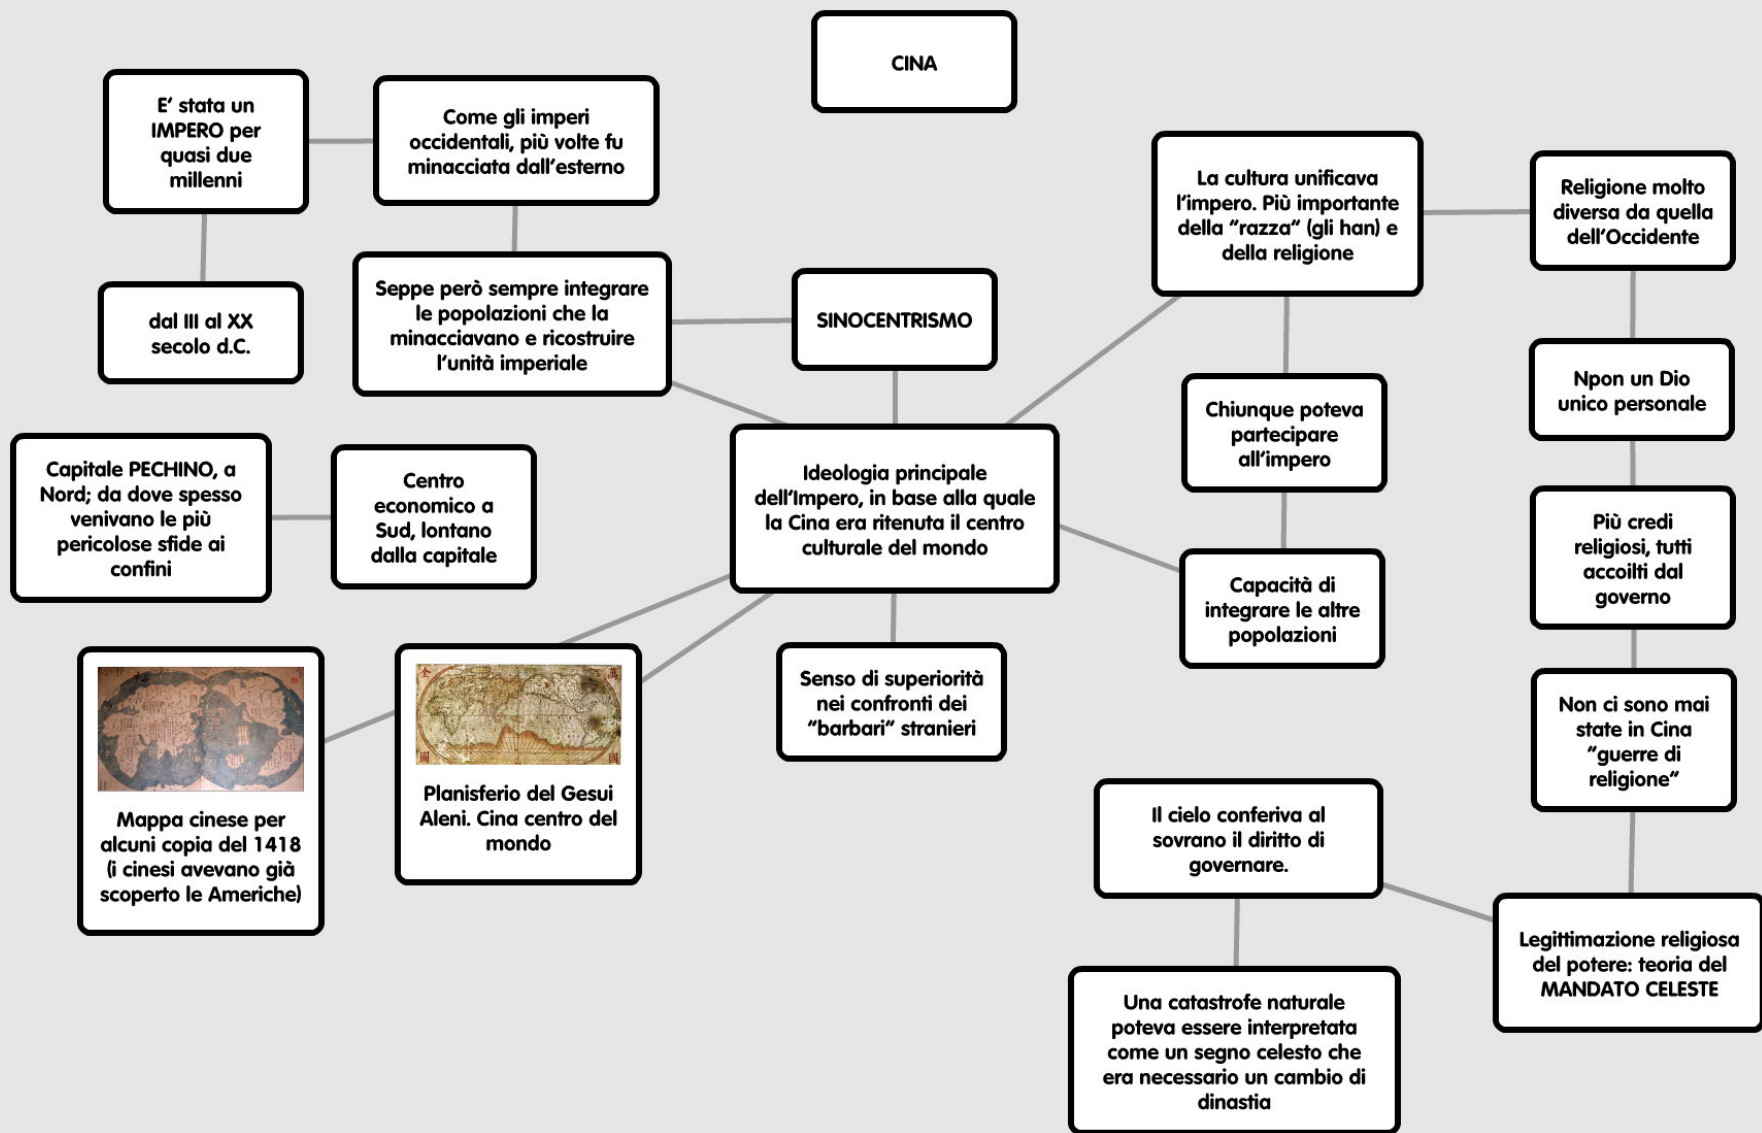 CINA
E' stata un
IMPERO per
quasi due
millenni
Come gli imperi
occidentali, più volte fu
minacciata dall'esterno
La cultura unificava
l'impero. Più importante
della "razza" (gli han) e
della religione
Religione molto
diversa da quella
dell'Occidente
dal III al XX
secolo d.C.
Seppe però sempre integrare
le popolazioni che la
minacciavano e ricostruire
l'unità imperiale
SINOCENTRISMO
Npon un Dio
unico personale
Chiunque poteva
partecipare
all'impero
Capitale PECHINO, a
Nord; da dove spesso
venivano le più
pericolose sfide ai
confini
Centro
economico a
Sud, lontano
dalla capitale
Ideologia principale
dell'Impero, in base alla quale
la Cina era ritenuta il centro
culturale del mondo
Più credi
religiosi, tutti
accoilti dal
governo
Capacità di
integrare le altre
popolazioni
Senso di superiorità
nei confronti dei
"barbari" stranieri
Non ci sono mai
state in Cina
"guerre di
religione"
全 萬
國 圖
Mappa cinese per
alcuni copia del 1418
(i cinesi avevano già
scoperto le Americhe)
Planisferio del Gesui
Aleni. Cina centro del
mondo
Il cielo conferiva al
sovrano il diritto di
governare.
Legittimazione religiosa
del potere: teoria del
MANDATO CELESTE
Una catastrofe naturale
poteva essere interpretata
come un segno celesto che
era necessario un cambio di
dinastia